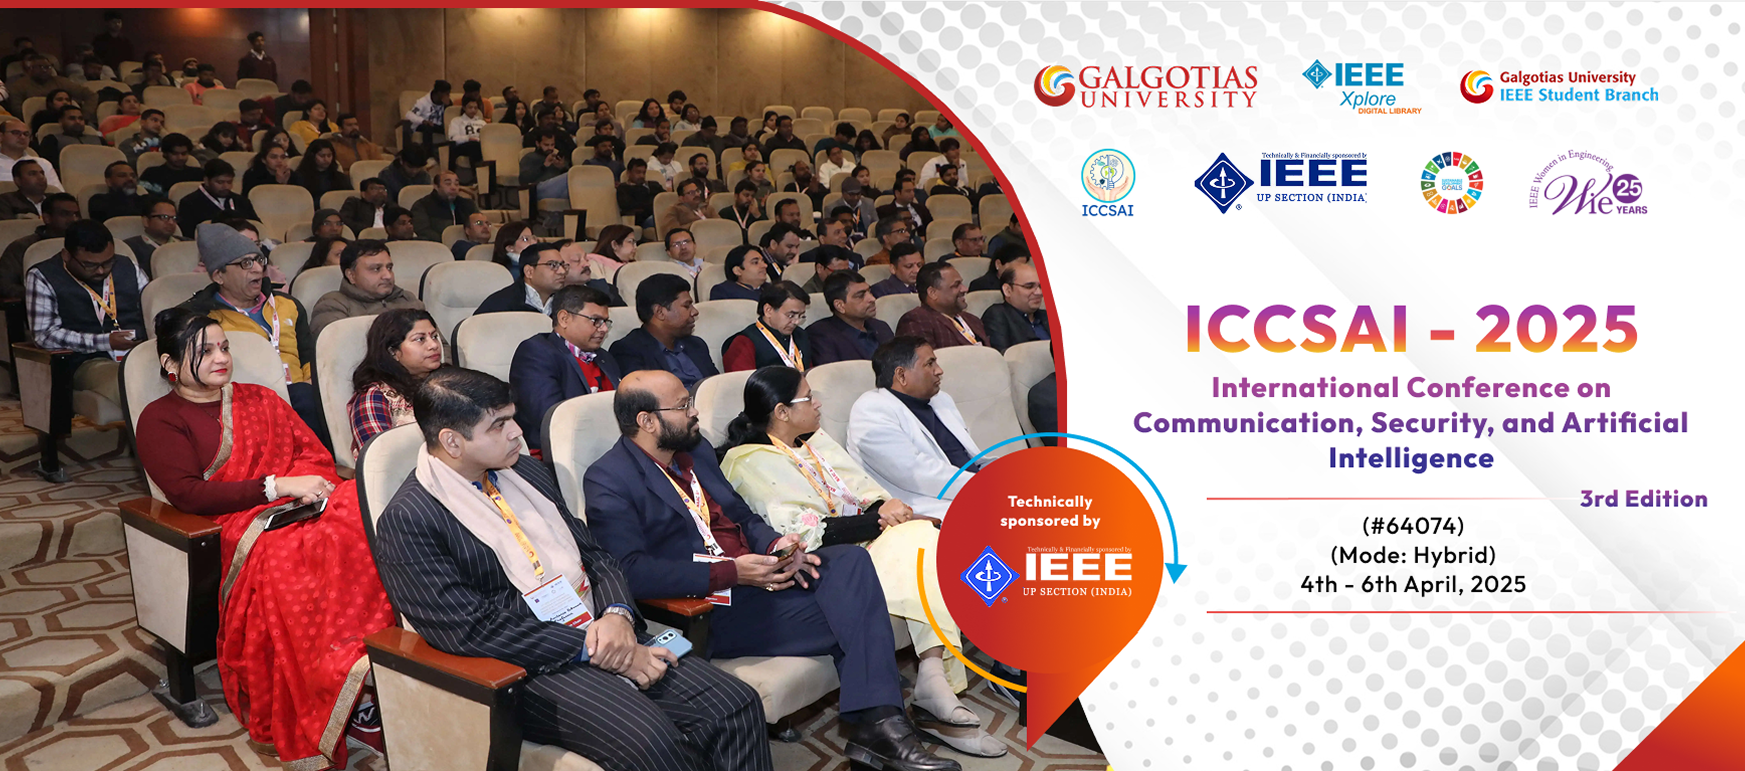 GALGOTIAS
UNIVERSITY
IEEE
Xplore
DIGITAL LIBRARY
Galgotias University
IEEE Student Branch
ICCSAI
Technically & Financially sponsored by
IEEE
UP SECTION (INDIA)
®
GOALS
IEEE Women in Engineering
Wie 25
YEARS
ICCSAI - 2025
International Conference on
Communication, Security, and Artificial
Intelligence
3rd Edition
(#64074)
(Mode: Hybrid)
4th - 6th April, 2025
Technically
sponsored by
Technically & Financially sponsored by
IEEE
UP SECTION (INDIA)